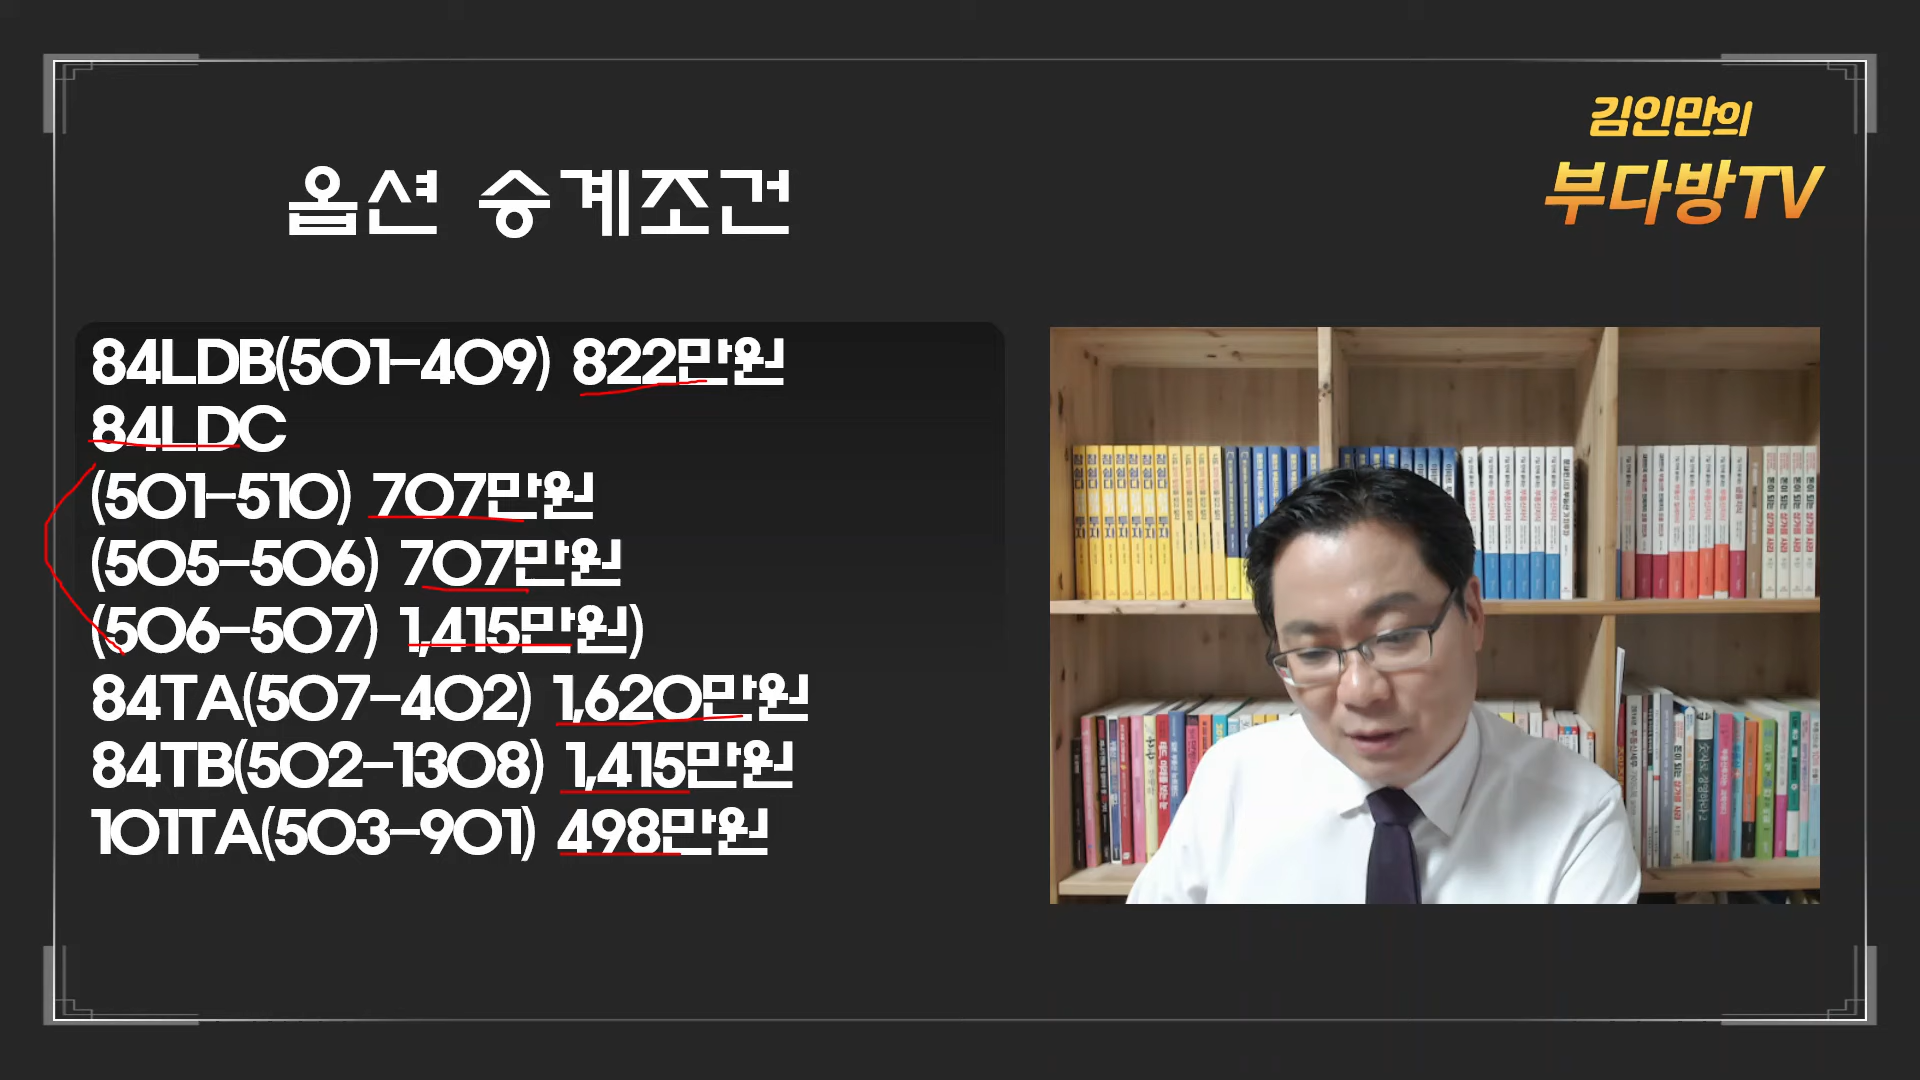 김인만의
부다방TV
옵션 승계조건
84LDB(501-409) 822만원
84LDC
(501-510) 707만원
(505-506) 707만원
(506-507) 1,415만원)
84TA(507-402) 1,620만원
84TB(502-1308) 1,415만원
101TA(503-901) 498만원